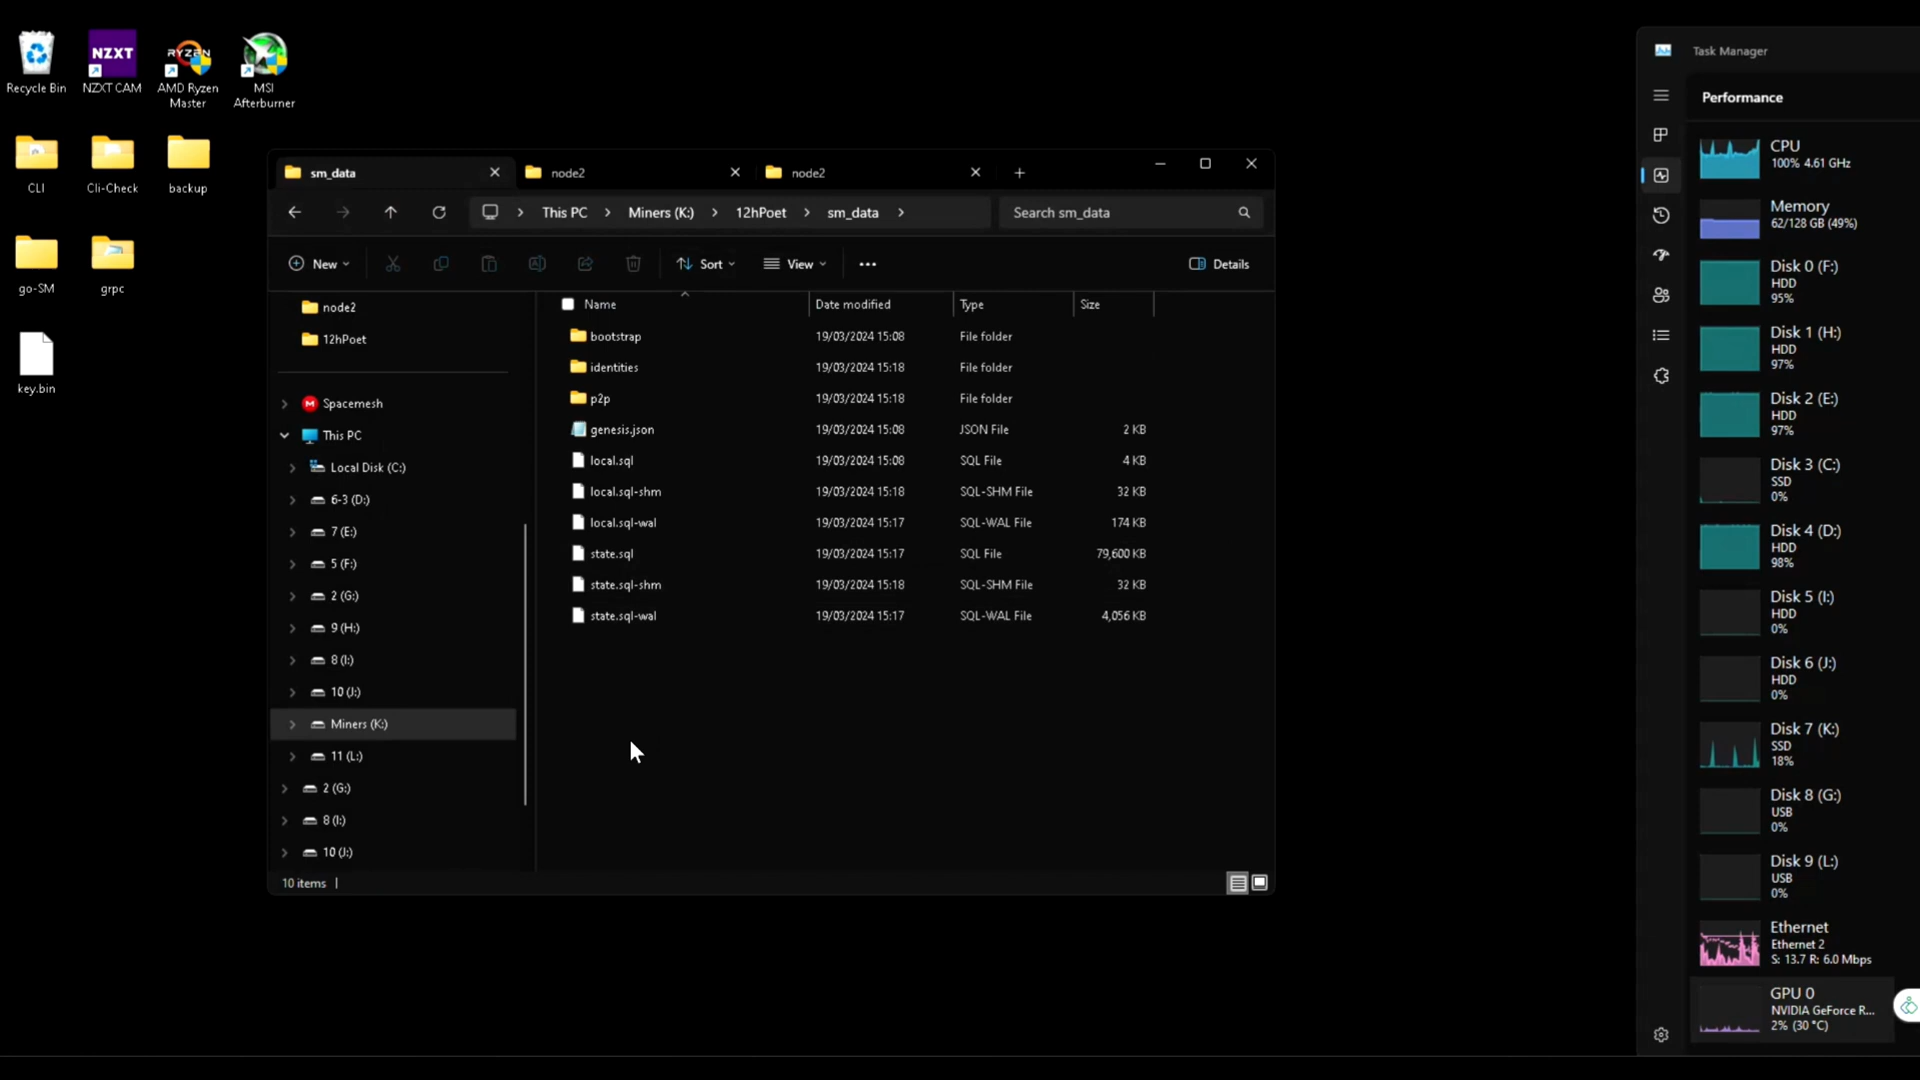 Recycle Bin
NZXT
NZXT CAM
RYZEN
AMD Ryzen
Master
MSI
Afterburner
CLI
Cli-Check
backup
go-SM
grpc
key.bin
sm_data
node2
node2
This PC
Miners (K:)
12hPoet
sm_data
Search sm_data
New
Sort
View
Details
node2
12hPoet
Spacemesh
This PC
Local Disk (C:)
6-3 (D:)
7 (E:)
5 (F:)
2 (G:)
9 (H:)
8 (I:)
10 (J:)
Miners (K:)
11 (L:)
2 (G:)
8 (I:)
10 (J:)
Name Date modified Type Size
bootstrap 19/03/2024 15:08 File folder
identities 19/03/2024 15:18 File folder
p2p 19/03/2024 15:18 File folder
genesis.json 19/03/2024 15:08 JSON File 2 KB
local.sql 19/03/2024 15:08 SQL File 4 KB
local.sql-shm 19/03/2024 15:18 SQL-SHM File 32 KB
local.sql-wal 19/03/2024 15:17 SQL-WAL File 174 KB
state.sql 19/03/2024 15:17 SQL File 79,600 KB
state.sql-shm 19/03/2024 15:18 SQL-SHM File 32 KB
state.sql-wal 19/03/2024 15:17 SQL-WAL File 4,056 KB
10 items
Task Manager
Performance
CPU
100% 4.61 GHz
Memory
62/128 GB (49%)
Disk 0 (F:)
HDD
95%
Disk 1 (H:)
HDD
97%
Disk 2 (E:)
HDD
97%
Disk 3 (C:)
SSD
0%
Disk 4 (D:)
HDD
98%
Disk 5 (I:)
HDD
0%
Disk 6 (J:)
HDD
0%
Disk 7 (K:)
SSD
18%
Disk 8 (G:)
USB
0%
Disk 9 (L:)
USB
0%
Ethernet
Ethernet 2
S: 13.7 R: 6.0 Mbps
GPU 0
NVIDIA GeForce R...
2% (30 °C)